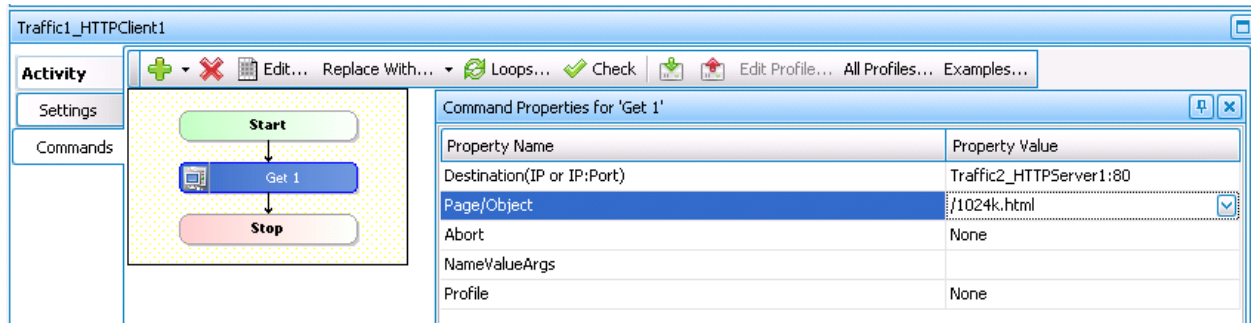 Traffic1_HTTPClient1
Activity
Settings
Commands
Edit... Replace With... Loops... Check Edit Profile... All Profiles... Examples...
Start
Get 1
Stop
Command Properties for 'Get 1'
Property Name Property Value
Destination(IP or IP:Port) Traffic2_HTTPServer1:80
Page/Object /1024k.html
Abort None
NameValueArgs
Profile None